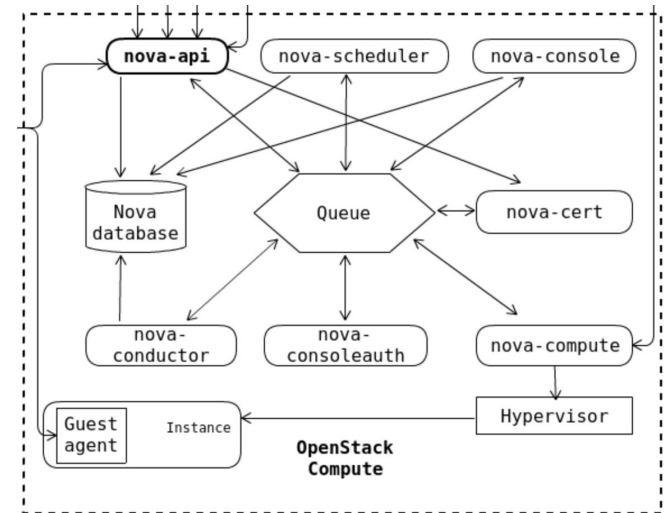 nova-api
nova-scheduler
nova-console
Nova
database
Queue
nova-cert
nova-
conductor
nova-
consoleauth
nova-compute
Guest
agent
Instance
Hypervisor
OpenStack
Compute